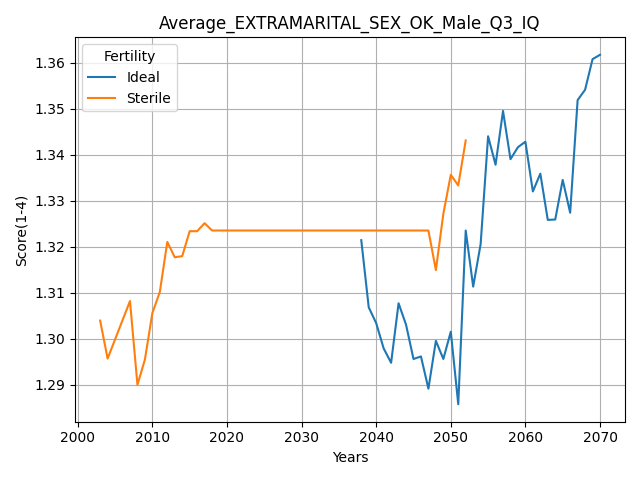 Average_EXTRAMARITAL_SEX_OK_Male_Q3_IQ
Fertility
Ideal
Sterile
Score(1-4)
1.36
1.35
1.34
1.33
1.32
1.31
1.30
1.29
2000 2010 2020 2030 2040 2050 2060 2070
Years